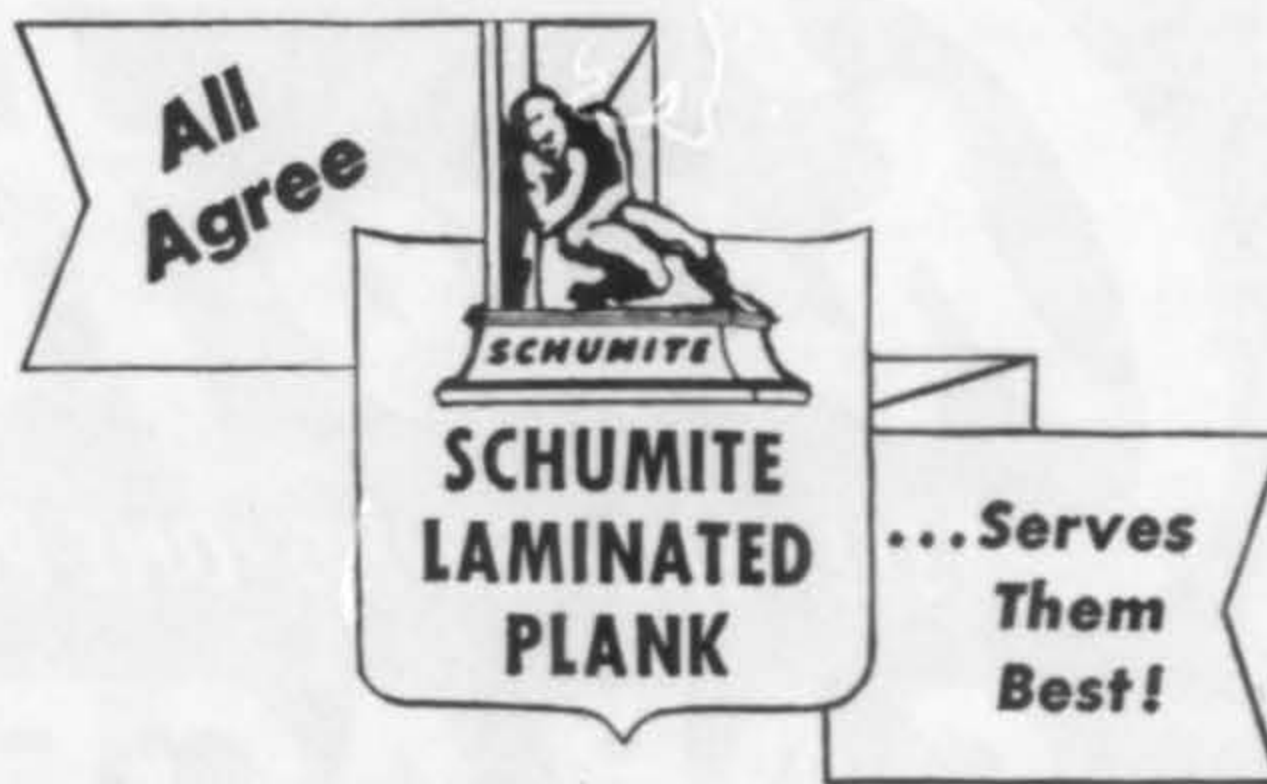 All
Agree
SCHUMITE
SCHUMITE
LAMINATED
PLANK
...Serves
Them
Best!